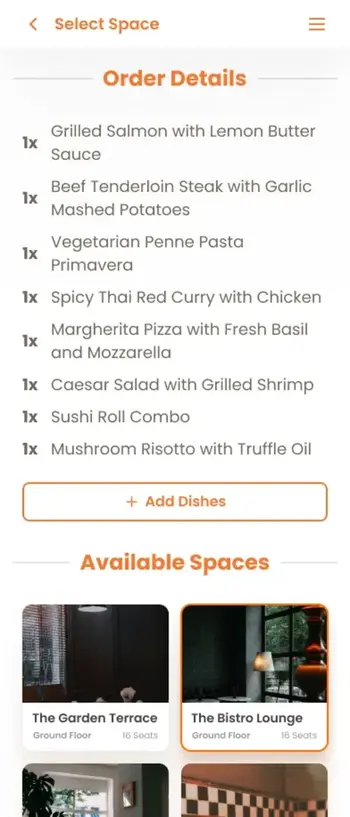 Select Space
Order Details
1x Grilled Salmon with Lemon Butter
Sauce
1x Beef Tenderloin Steak with Garlic
Mashed Potatoes
1x Vegetarian Penne Pasta
Primavera
1x Spicy Thai Red Curry with Chicken
1x Margherita Pizza with Fresh Basil
and Mozzarella
1x Caesar Salad with Grilled Shrimp
1x Sushi Roll Combo
1x Mushroom Risotto with Truffle Oil
+ Add Dishes
Available Spaces
The Garden Terrace
Ground Floor 16 Seats
The Bistro Lounge
Ground Floor 16 Seats